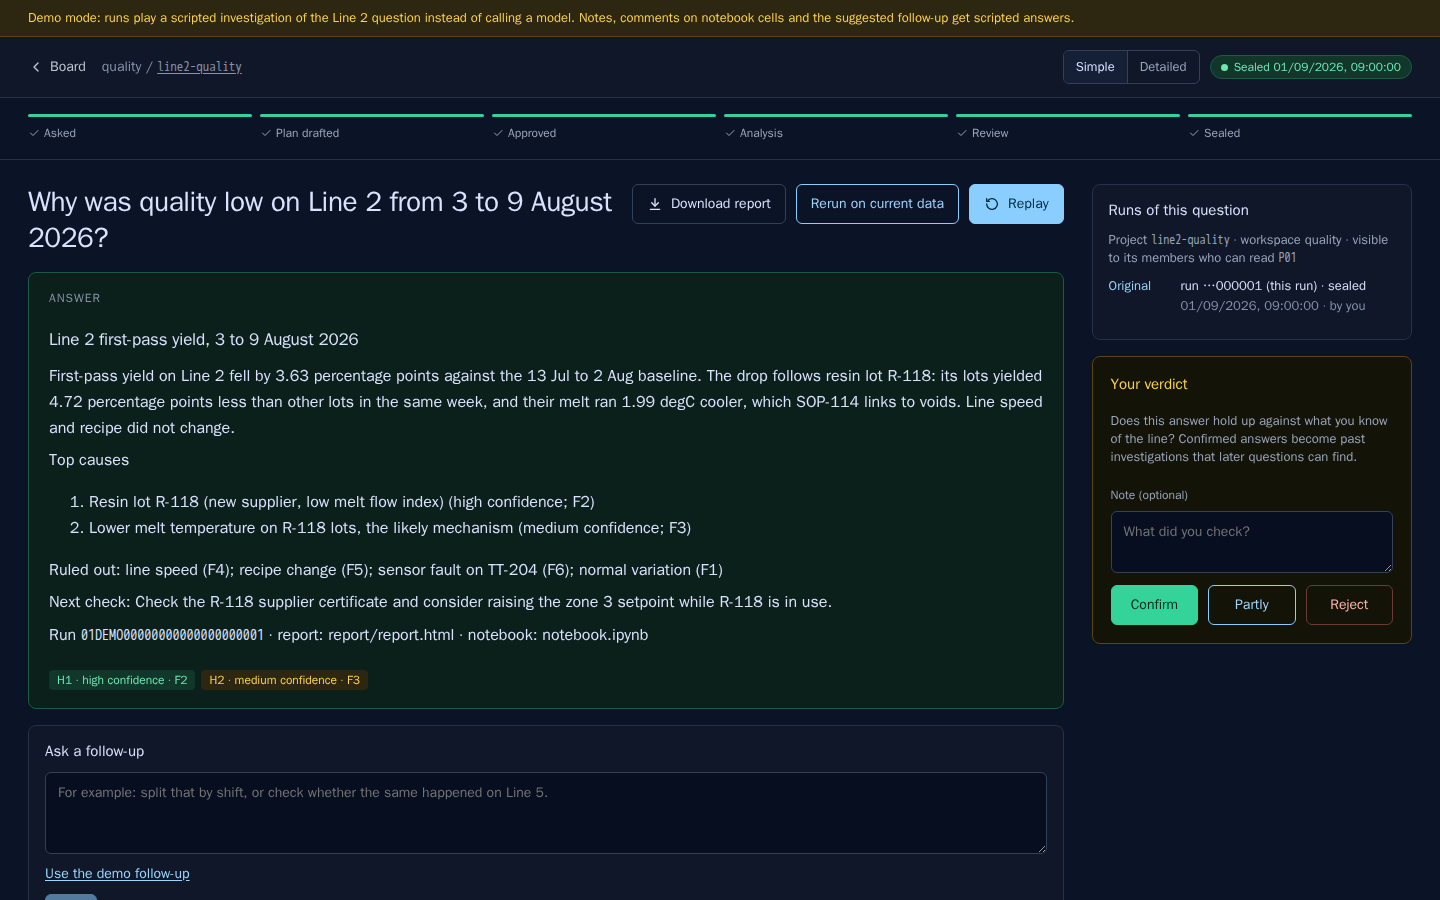 Demo mode: runs play a scripted investigation of the Line 2 question instead of calling a model. Notes, comments on notebook cells and the suggested follow-up get scripted answers.
Board quality / line2-quality
Simple Detailed Sealed 01/09/2026, 09:00:00
Asked Plan drafted Approved Analysis Review Sealed
Why was quality low on Line 2 from 3 to 9 August
2026?
Download report Rerun on current data Replay
ANSWER
Line 2 first-pass yield, 3 to 9 August 2026
First-pass yield on Line 2 fell by 3.63 percentage points against the 13 Jul to 2 Aug baseline. The drop follows resin lot R-118: its lots yielded
4.72 percentage points less than other lots in the same week, and their melt ran 1.99 degC cooler, which SOP-114 links to voids. Line speed
and recipe did not change.
Top causes
1. Resin lot R-118 (new supplier, low melt flow index) (high confidence; F2)
2. Lower melt temperature on R-118 lots, the likely mechanism (medium confidence; F3)
Ruled out: line speed (F4); recipe change (F5); sensor fault on TT-204 (F6); normal variation (F1)
Next check: Check the R-118 supplier certificate and consider raising the zone 3 setpoint while R-118 is in use.
Run 01DEMO00000000000000000001 · report: report/report.html · notebook: notebook.ipynb
H1 · high confidence · F2 H2 · medium confidence · F3
Ask a follow-up
For example: split that by shift, or check whether the same happened on Line 5.
Use the demo follow-up
Runs of this question
Project line2-quality · workspace quality · visible
to its members who can read P01
Original run ···000001 (this run) · sealed
01/09/2026, 09:00:00 · by you
Your verdict
Does this answer hold up against what you know
of the line? Confirmed answers become past
investigations that later questions can find.
Note (optional)
What did you check?
Confirm Partly Reject